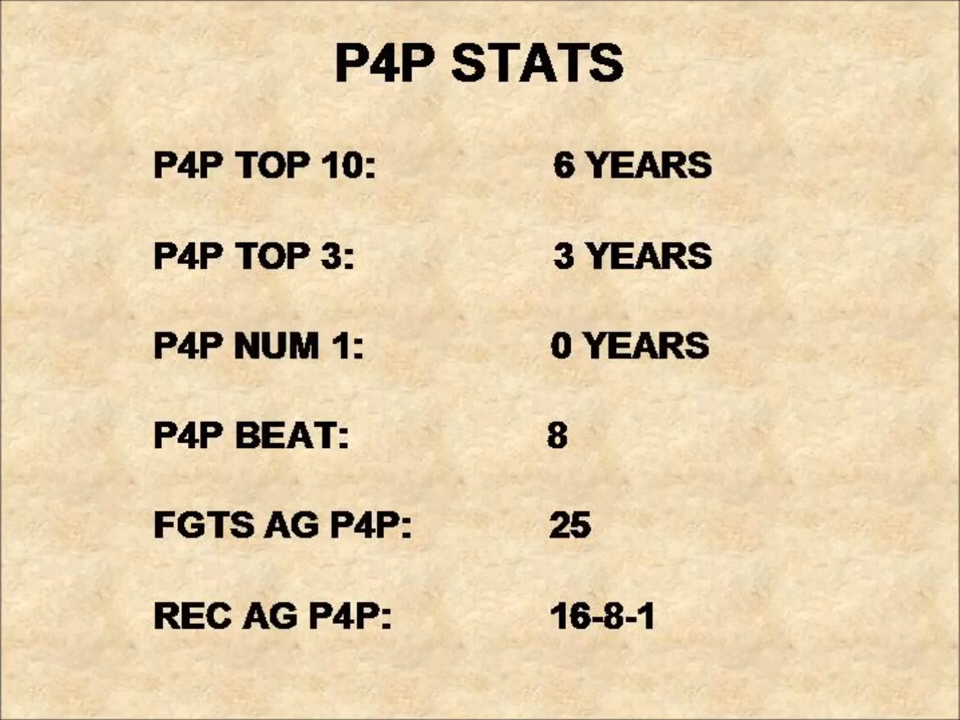 P4P STATS
P4P TOP 10: 6 YEARS
P4P TOP 3: 3 YEARS
P4P NUM 1: 0 YEARS
P4P BEAT: 8
FGTS AG P4P: 25
REC AG P4P: 16-8-1